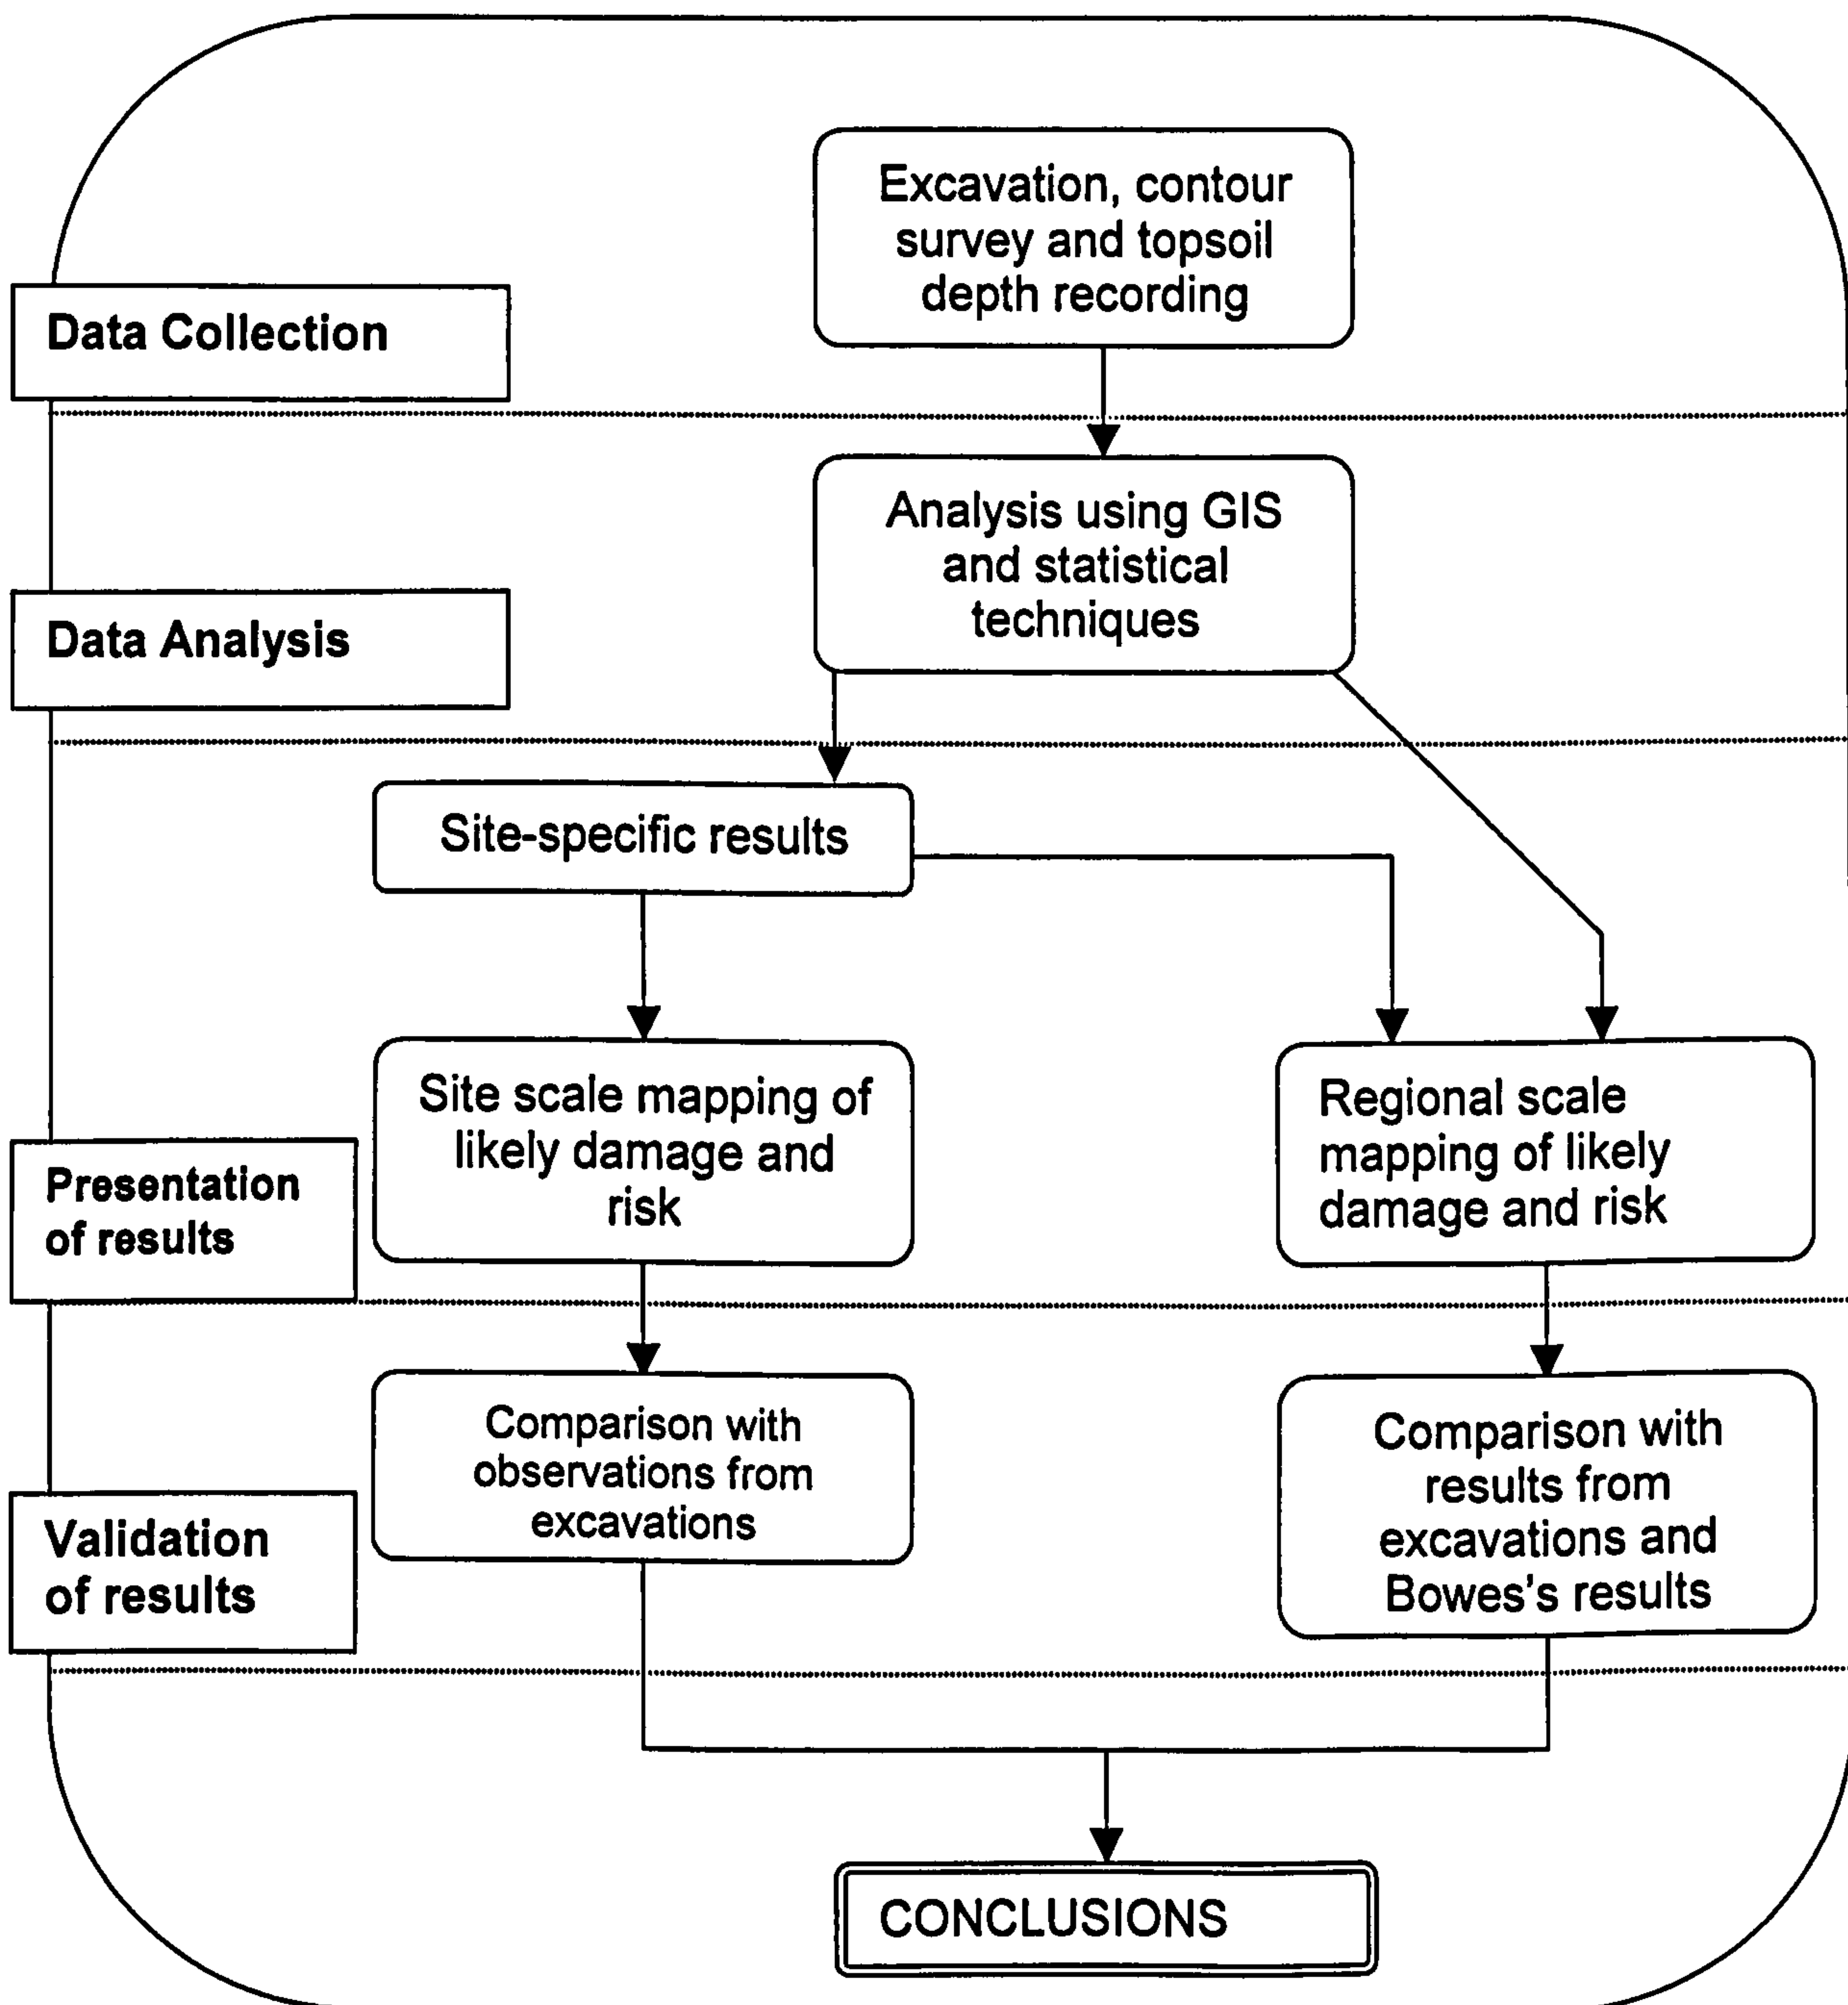 Excavation, contour
survey and topsoil
depth recording
Data Collection
Analysis using GIS
and statistical
techniques
Data Analysis
Site-specific results
Site scale mapping of
likely damage and
risk
Regional scale
mapping of likely
damage and risk
Presentation
of results
Comparison with
observations from
excavations
Comparison with
results from
excavations and
Bowes's results
Validation
of results
CONCLUSIONS